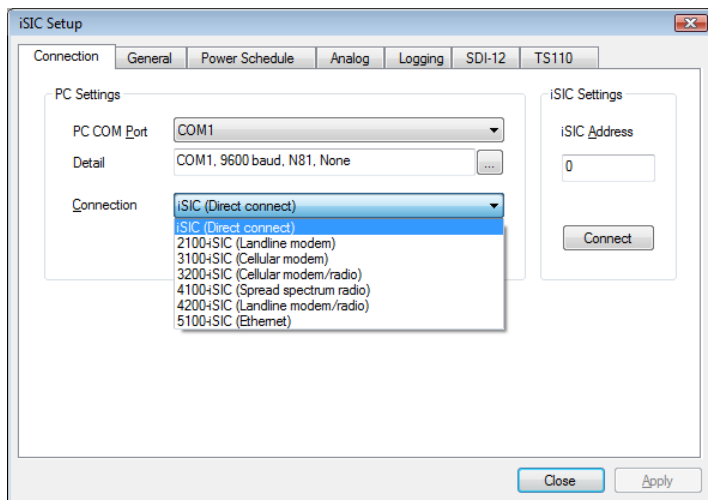 iSIC Setup
Connection General Power Schedule Analog Logging SDI-12 TS110
PC Settings
PC COM Port COM1
Detail COM1, 9600 baud, N81, None ...
Connection iSIC (Direct connect)
iSIC (Direct connect)
2100-iSIC (Landline modem)
3100-iSIC (Cellular modem)
3200-iSIC (Cellular modem/radio)
4100-iSIC (Spread spectrum radio)
4200-iSIC (Landline modem/radio)
5100-iSIC (Ethernet)
iSIC Settings
iSIC Address
0
Connect
Close Apply